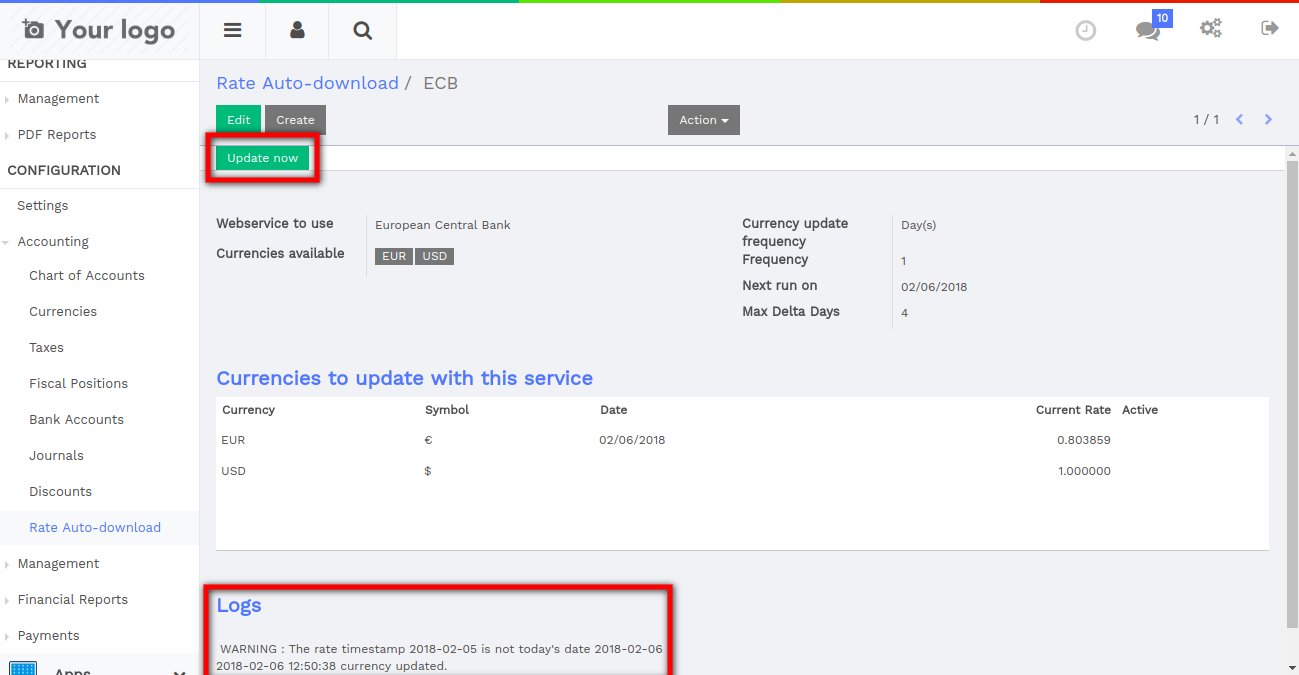 Your logo
10
REPORTING
Management
PDF Reports
CONFIGURATION
Settings
Accounting
Chart of Accounts
Currencies
Taxes
Fiscal Positions
Bank Accounts
Journals
Discounts
Rate Auto-download
Management
Financial Reports
Payments
Apps
Rate Auto-download / ECB
Edit Create Action 1 / 1
Update now
Webservice to use European Central Bank
Currencies available EUR USD
Currency update frequency Day(s)
Frequency 1
Next run on 02/06/2018
Max Delta Days 4
Currencies to update with this service
Currency Symbol Date Current Rate Active
EUR € 02/06/2018 0.803859
USD $ 1.000000
Logs
WARNING : The rate timestamp 2018-02-05 is not today's date 2018-02-06
2018-02-06 12:50:38 currency updated.